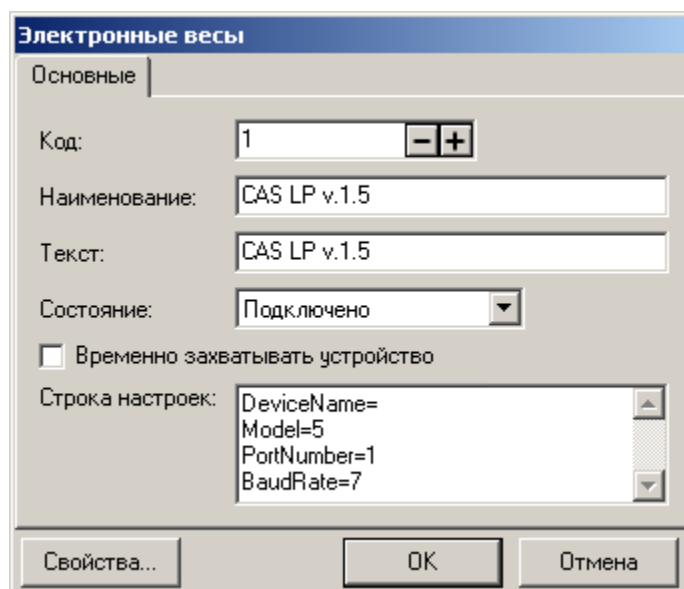 Электронные весы
Основные
Код: 1
Наименование: CAS LP v.1.5
Текст: CAS LP v.1.5
Состояние: Подключено
Временно захватывать устройство
Строка настроек: DeviceName=
Model=5
PortNumber=1
BaudRate=7
Свойства... OK Отмена